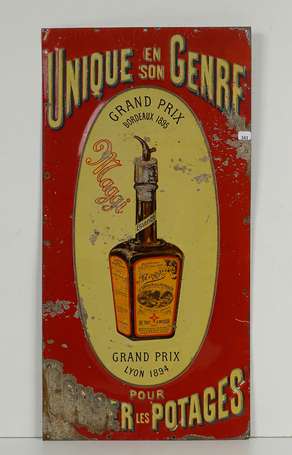 UNIQUE EN SON GENRE
GRAND PRIX
BORDEAUX 1895
Maggi
GRAND PRIX
LYON 1894
POUR
LES POTAGES